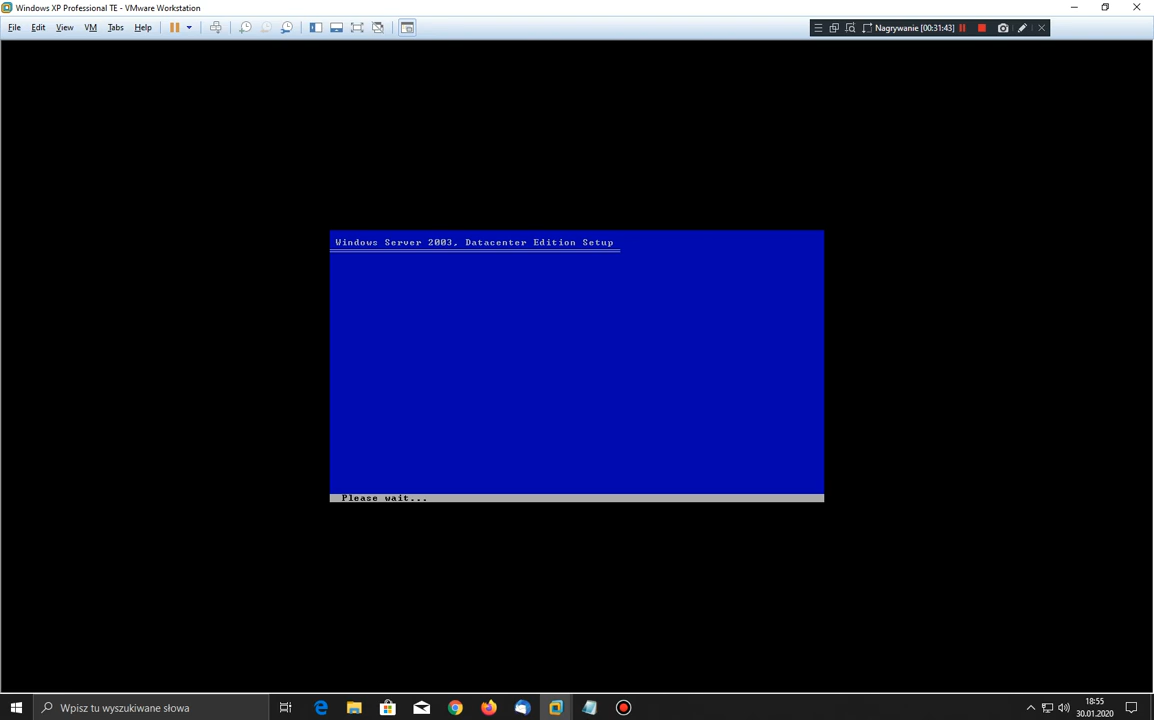 Windows XP Professional TE - VMware Workstation
File Edit View VM Tabs Help
Nagrywanie [00:31:43]
Windows Server 2003, Datacenter Edition Setup
Please wait...
Wpisz tu wyszukiwane słowa
18:55
30.01.2020